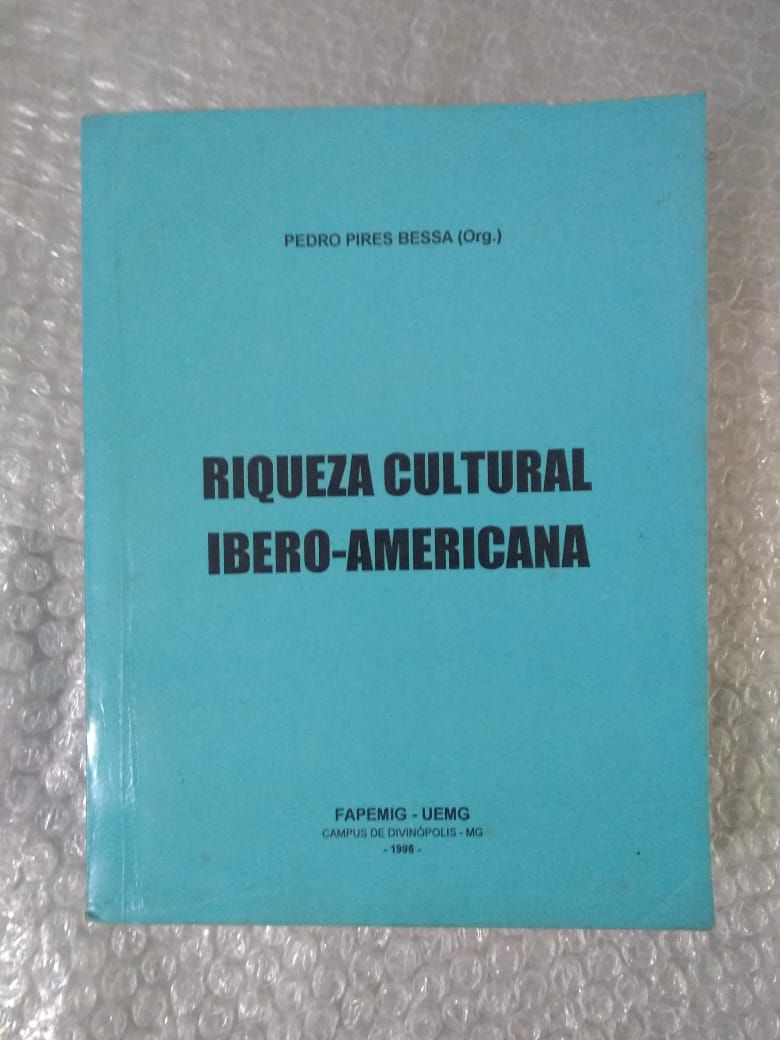 PEDRO PIRES BESSA (Org.)
RIQUEZA CULTURAL
IBERO-AMERICANA
FAPEMIG - UEMG
CAMPUS DE DIVINÓPOLIS - MG
- 1996 -